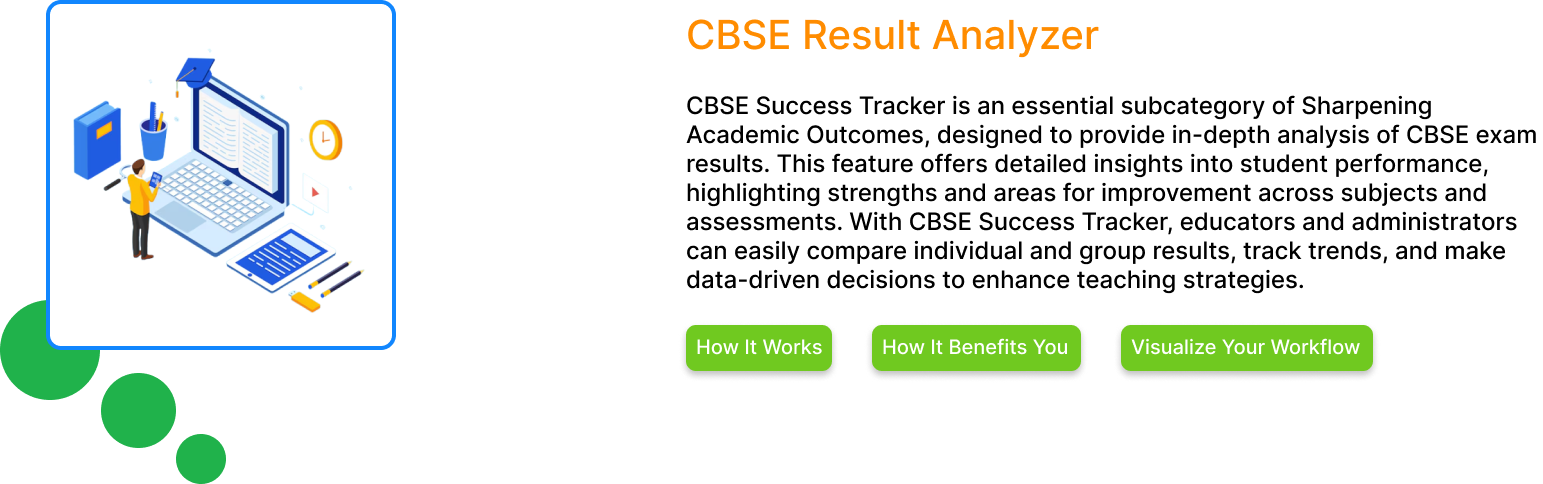 CBSE Result Analyzer
CBSE Success Tracker is an essential subcategory of Sharpening
Academic Outcomes, designed to provide in-depth analysis of CBSE exam
results. This feature offers detailed insights into student performance,
highlighting strengths and areas for improvement across subjects and
assessments. With CBSE Success Tracker, educators and administrators
can easily compare individual and group results, track trends, and make
data-driven decisions to enhance teaching strategies.
How It Works
How It Benefits You
Visualize Your Workflow